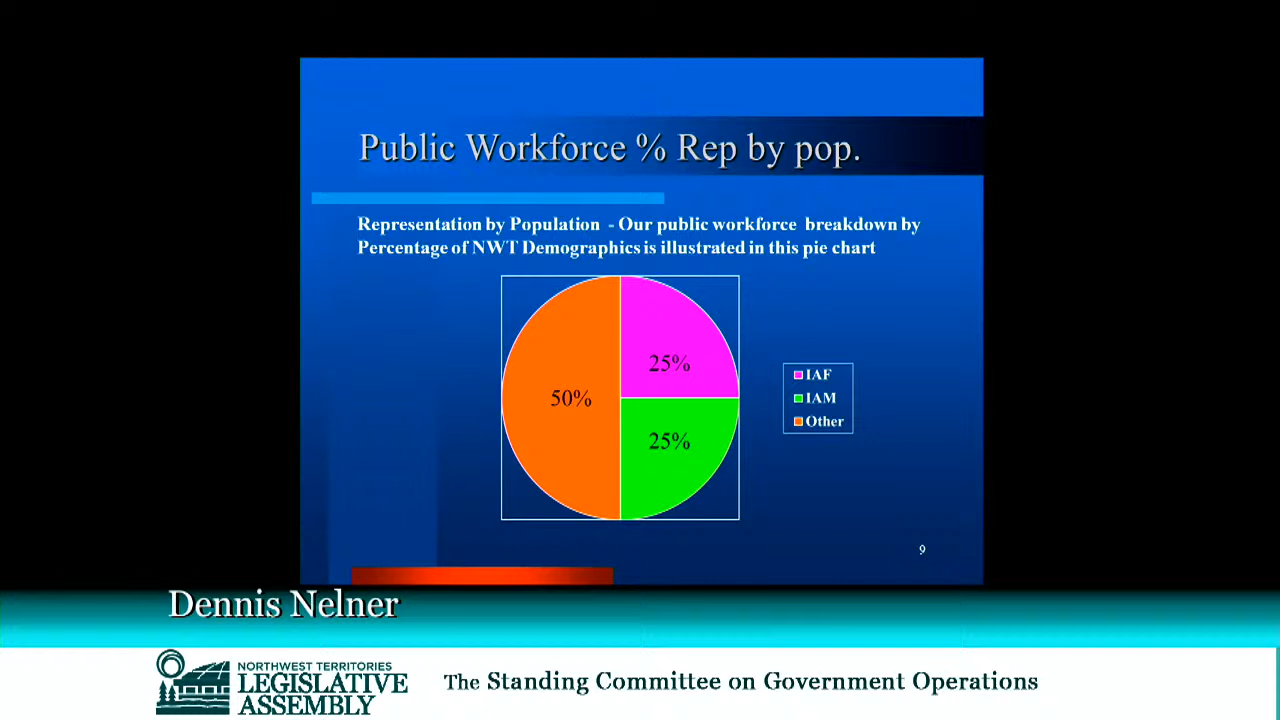 Public Workforce % Rep by pop.
Representation by Population - Our public workforce breakdown by
Percentage of NWT Demographics is illustrated in this pie chart
25%
50%
25%
IAF
IAM
Other
9
Dennis Nelner
NORTHWEST TERRITORIES
LEGISLATIVE
ASSEMBLY
The Standing Committee on Government Operations